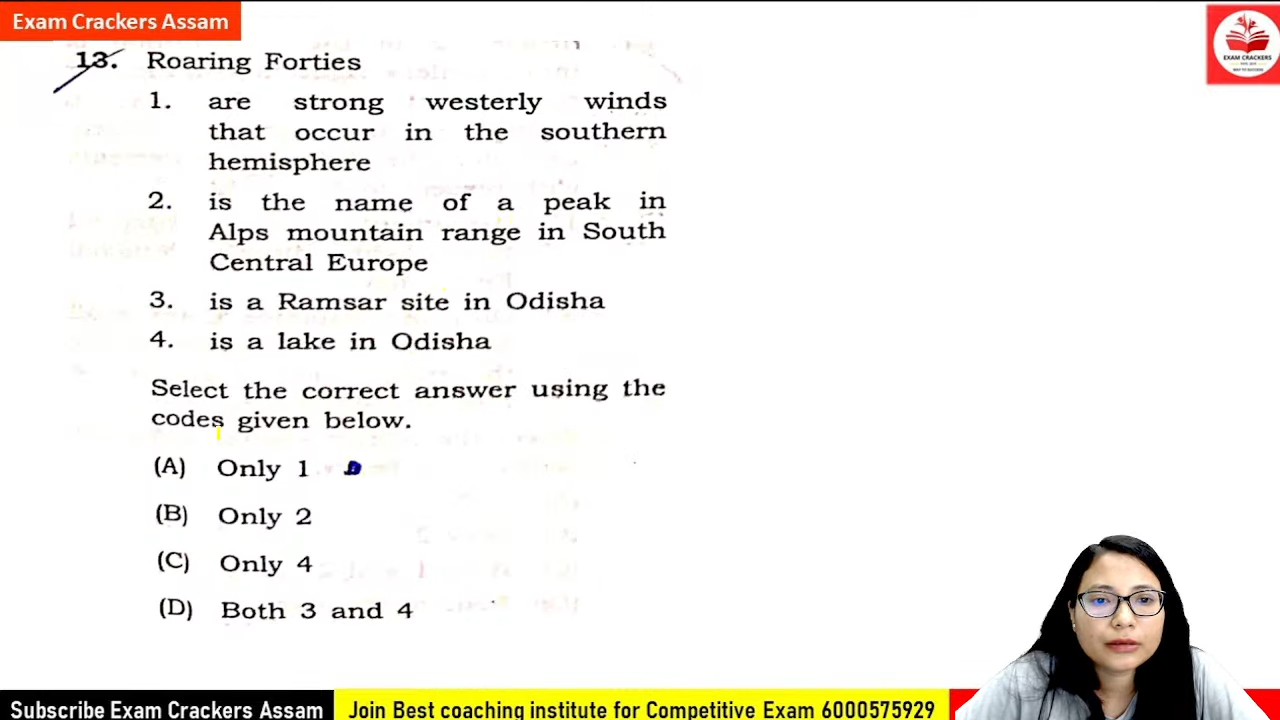 Exam Crackers Assam
EXAM CRACKERS
13. Roaring Forties
1. are strong westerly winds
that occur in the southern
hemisphere
2. is the name of a peak in
Alps mountain range in South
Central Europe
3. is a Ramsar site in Odisha
4. is a lake in Odisha
Select the correct answer using the
codes given below.
(A) Only 1
(B) Only 2
(C) Only 4
(D) Both 3 and 4
Subscribe Exam Crackers Assam
Join Best coaching institute for Competitive Exam 6000575929